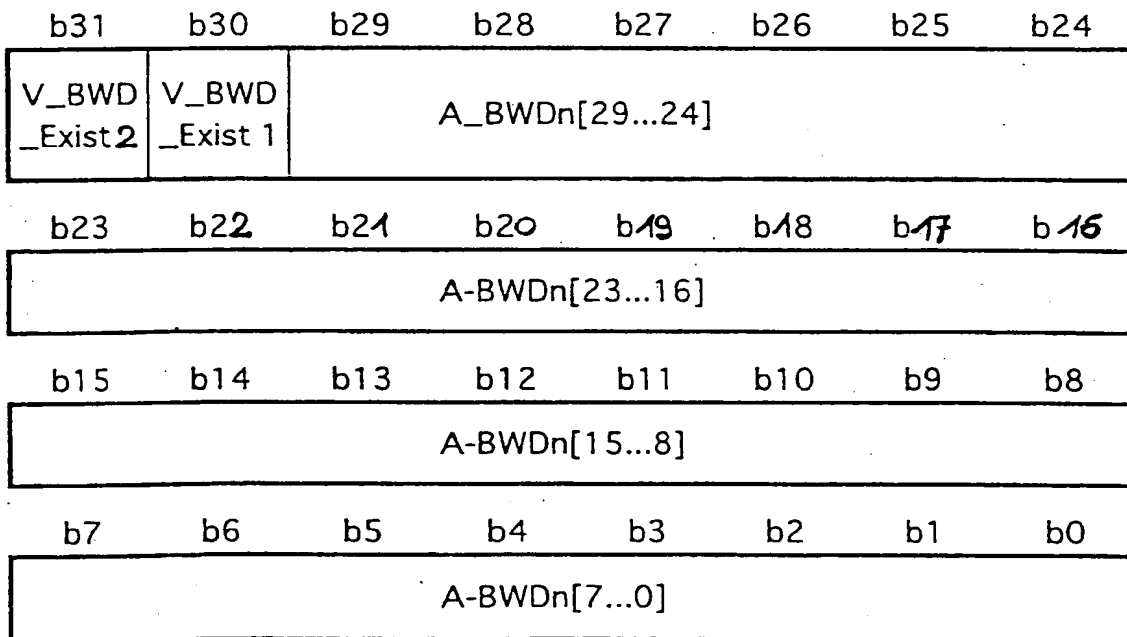 b31 b30 b29 b28 b27 b26 b25 b24
V_BWD V_BWD
_Exist2 _Exist 1
A_BWDn[29...24]
b23 b22 b21 b20 b19 b18 b17 b16
A-BWDn[23...16]
b15 b14 b13 b12 b11 b10 b9 b8
A-BWDn[15...8]
b7 b6 b5 b4 b3 b2 b1 b0
A-BWDn[7...0]